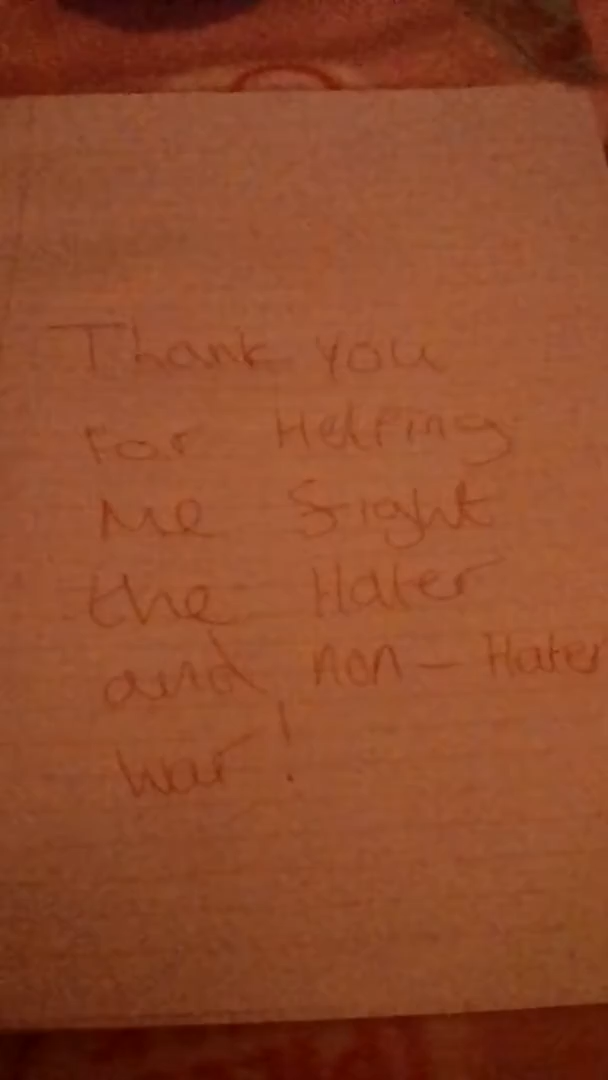 Thank you
For Helping
Me fight
the Hater
and non-Hater
war!